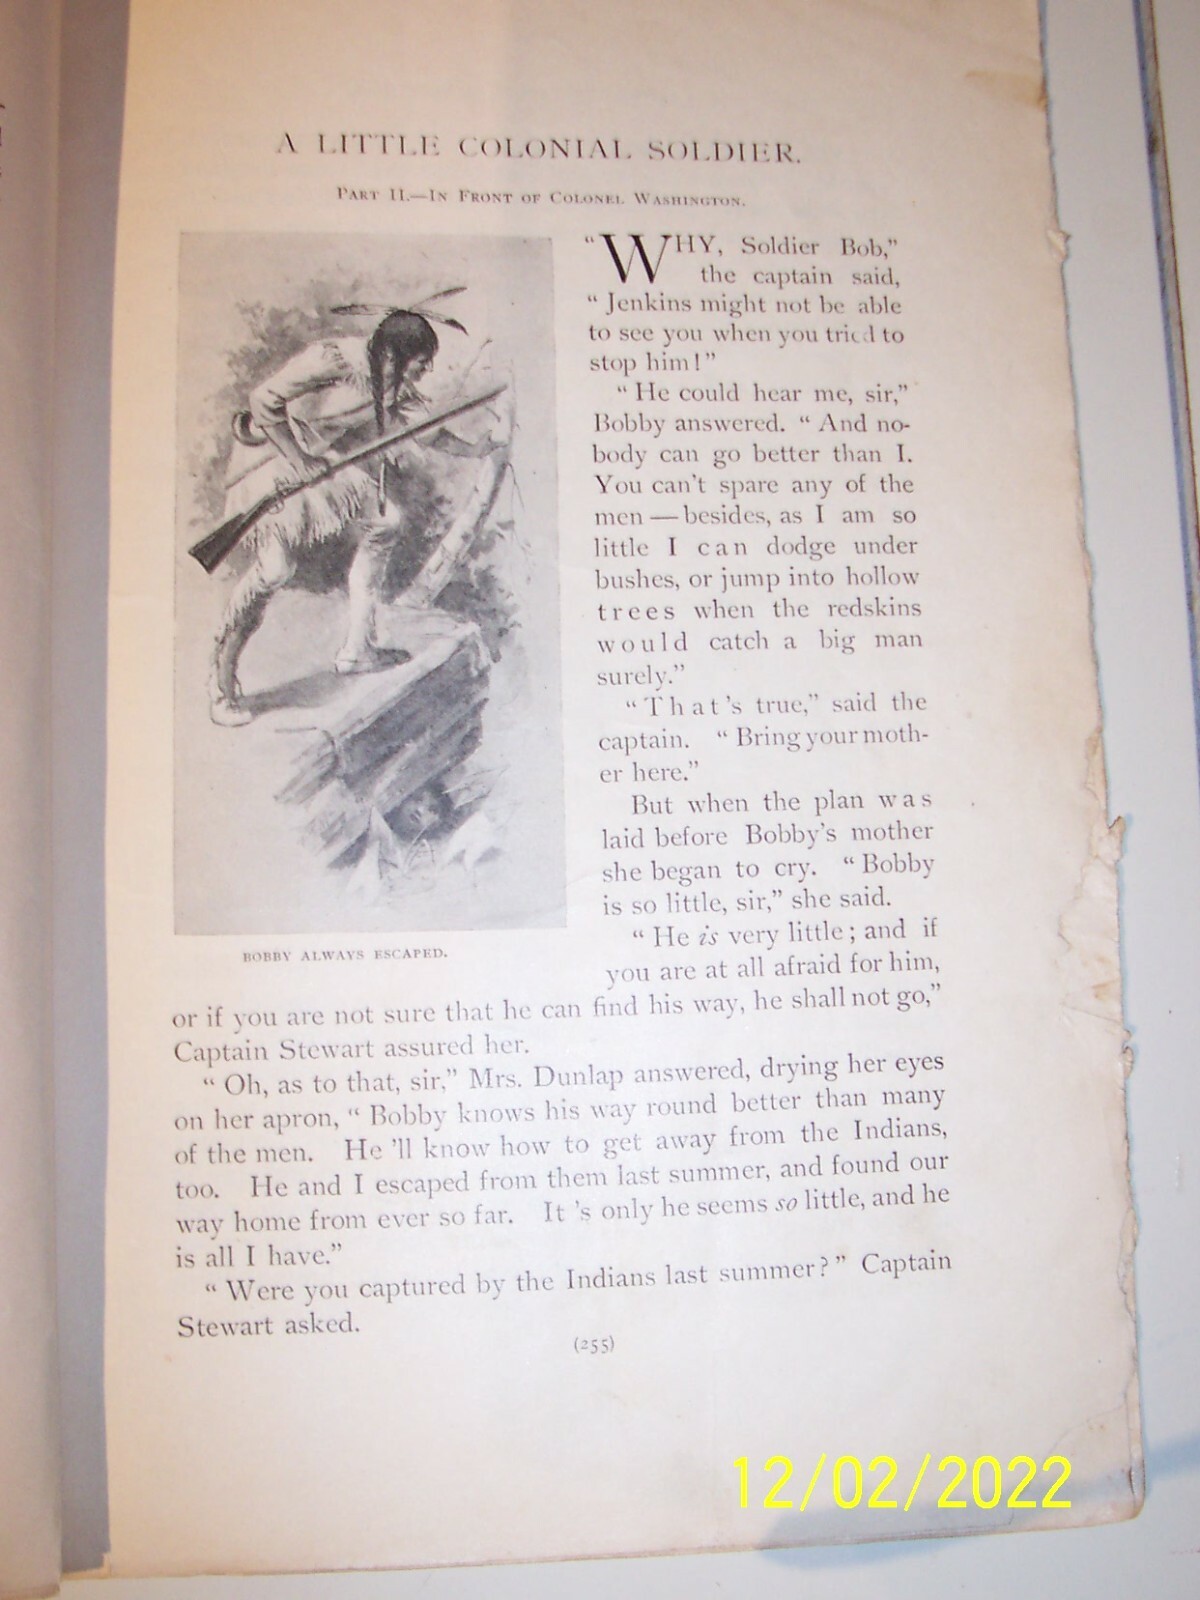 A LITTLE COLONIAL SOLDIER.
PART II.—IN FRONT OF COLONEL WASHINGTON.
“WHY, Soldier Bob,”
the captain said,
“Jenkins might not be able
to see you when you tried to
stop him!”
“He could hear me, sir,”
Bobby answered. “And no-
body can go better than I.
You can't spare any of the
men — besides, as I am so
little I can dodge under
bushes, or jump into hollow
trees when the redskins
would catch a big man
surely.”
“That's true,” said the
captain. “Bring your moth-
er here.”
But when the plan was
laid before Bobby's mother
she began to cry. “Bobby
is so little, sir,” she said.
“He is very little; and if
you are at all afraid for him,
BOBBY ALWAYS ESCAPED.
or if you are not sure that he can find his way, he shall not go,”
Captain Stewart assured her.
“Oh, as to that, sir,” Mrs. Dunlap answered, drying her eyes
on her apron, “Bobby knows his way round better than many
of the men. He 'll know how to get away from the Indians,
too. He and I escaped from them last summer, and found our
way home from ever so far. It 's only he seems so little, and he
is all I have.”
“Were you captured by the Indians last summer?” Captain
Stewart asked.
(255)
12/02/2022